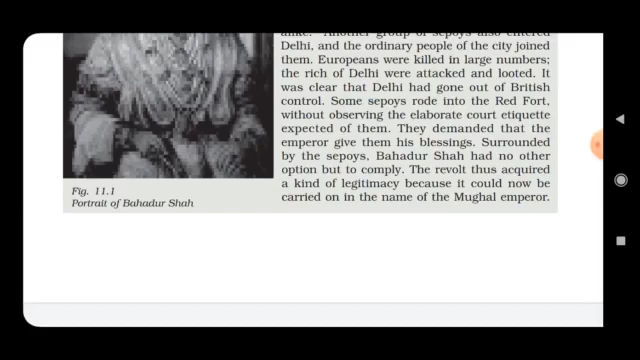 alike. Another group of sepoys also entered
Delhi, and the ordinary people of the city joined
them. Europeans were killed in large numbers;
the rich of Delhi were attacked and looted. It
was clear that Delhi had gone out of British
control. Some sepoys rode into the Red Fort,
without observing the elaborate court etiquette
expected of them. They demanded that the
emperor give them his blessings. Surrounded
by the sepoys, Bahadur Shah had no other
option but to comply. The revolt thus acquired
a kind of legitimacy because it could now be
carried on in the name of the Mughal emperor.
Fig. 11.1
Portrait of Bahadur Shah